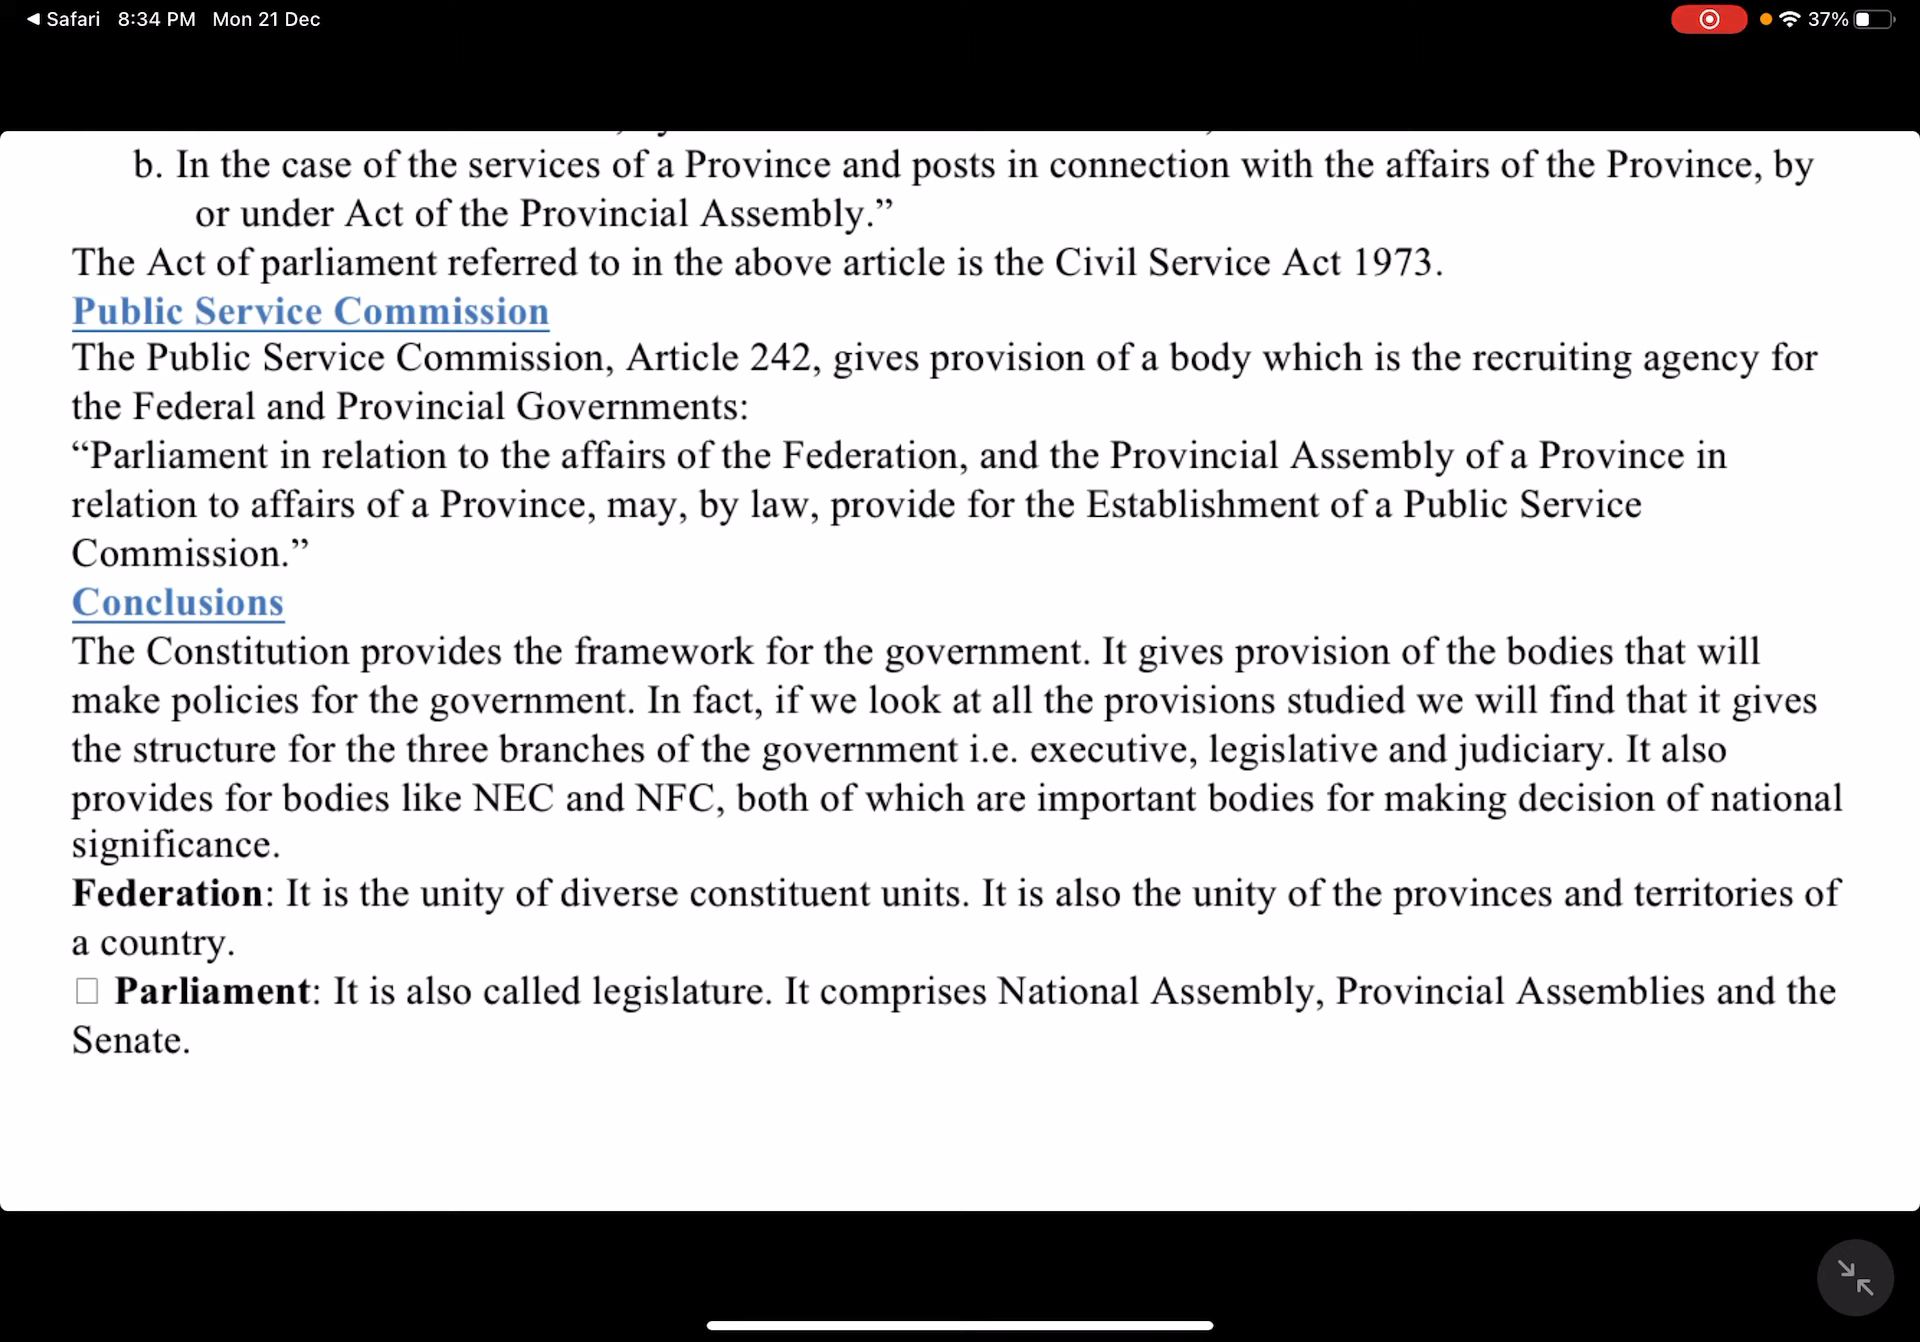 Safari 8:34 PM Mon 21 Dec 37%
b. In the case of the services of a Province and posts in connection with the affairs of the Province, by
or under Act of the Provincial Assembly.”
The Act of parliament referred to in the above article is the Civil Service Act 1973.
Public Service Commission
The Public Service Commission, Article 242, gives provision of a body which is the recruiting agency for
the Federal and Provincial Governments:
“Parliament in relation to the affairs of the Federation, and the Provincial Assembly of a Province in
relation to affairs of a Province, may, by law, provide for the Establishment of a Public Service
Commission.”
Conclusions
The Constitution provides the framework for the government. It gives provision of the bodies that will
make policies for the government. In fact, if we look at all the provisions studied we will find that it gives
the structure for the three branches of the government i.e. executive, legislative and judiciary. It also
provides for bodies like NEC and NFC, both of which are important bodies for making decision of national
significance.
Federation: It is the unity of diverse constituent units. It is also the unity of the provinces and territories of
a country.
□ Parliament: It is also called legislature. It comprises National Assembly, Provincial Assemblies and the
Senate.